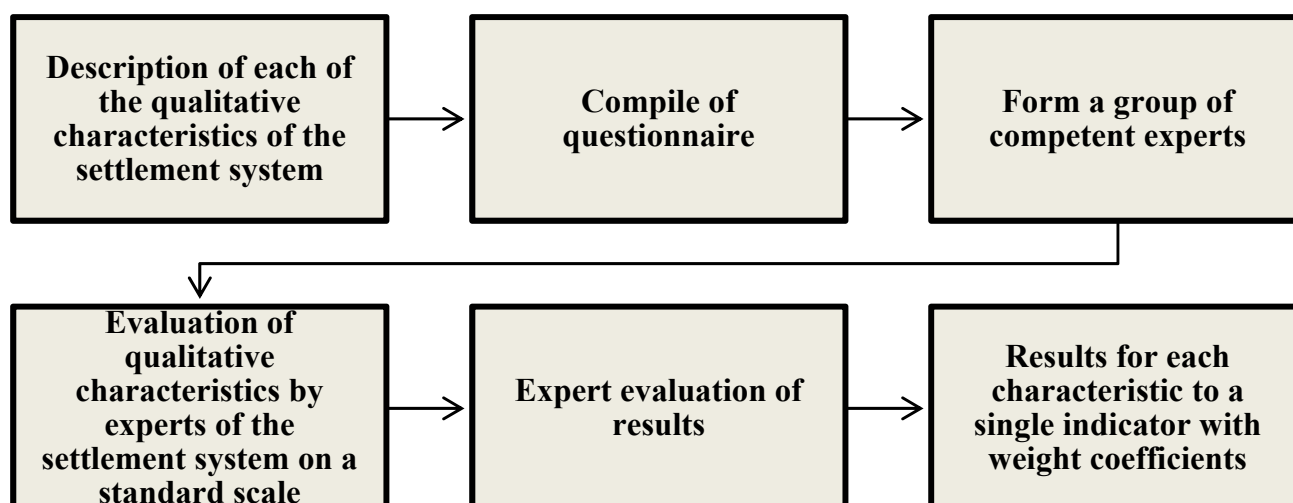 Description of each of
the qualitative
characteristics of the
settlement system
Compile of
questionnaire
Form a group of
competent experts
Evaluation of
qualitative
characteristics by
experts of the
settlement system on a
standard scale
Expert evaluation of
results
Results for each
characteristic to a
single indicator with
weight coefficients